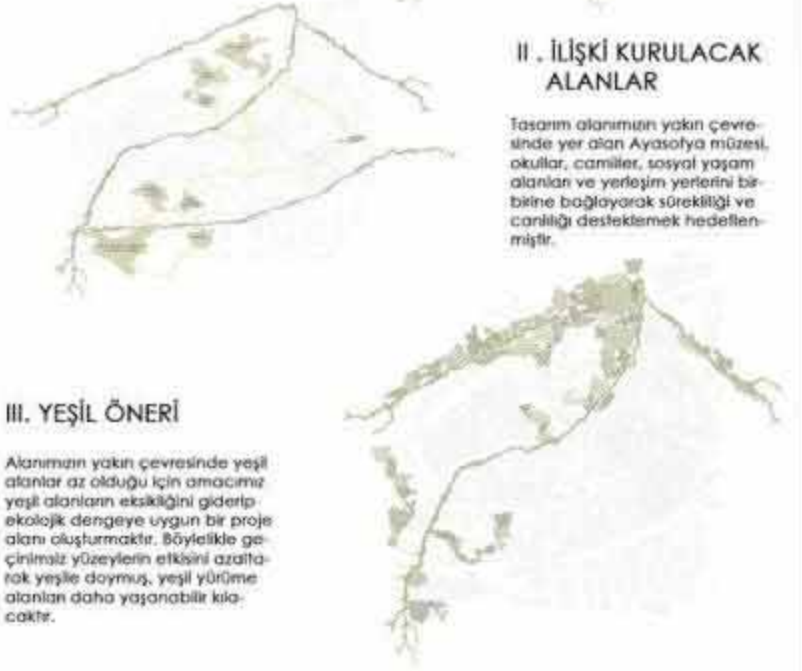 II . İLİŞKİ KURULACAK
ALANLAR
Tasarım alanımızın yakın çevre-
sinde yer alan Ayasofya müzesi,
okullar, camiler, sosyal yaşam
alanları ve yerleşim yerlerini bir-
birine bağlayarak sürekliliği ve
canlılığı desteklemek hedeflen-
miştir.
III. YEŞİL ÖNERİ
Alanımızın yakın çevresinde yeşil
alanlar az olduğu için amacımız
yeşil alanların eksikliğini giderip
ekolojik dengeye uygun bir proje
alanı oluşturmaktır. Böylelikle ge-
çirimsiz yüzeylerin etkisini azalta-
rak yeşile doymuş, yeşil yürüme
alanları daha yaşanabilir kıla-
caktır.